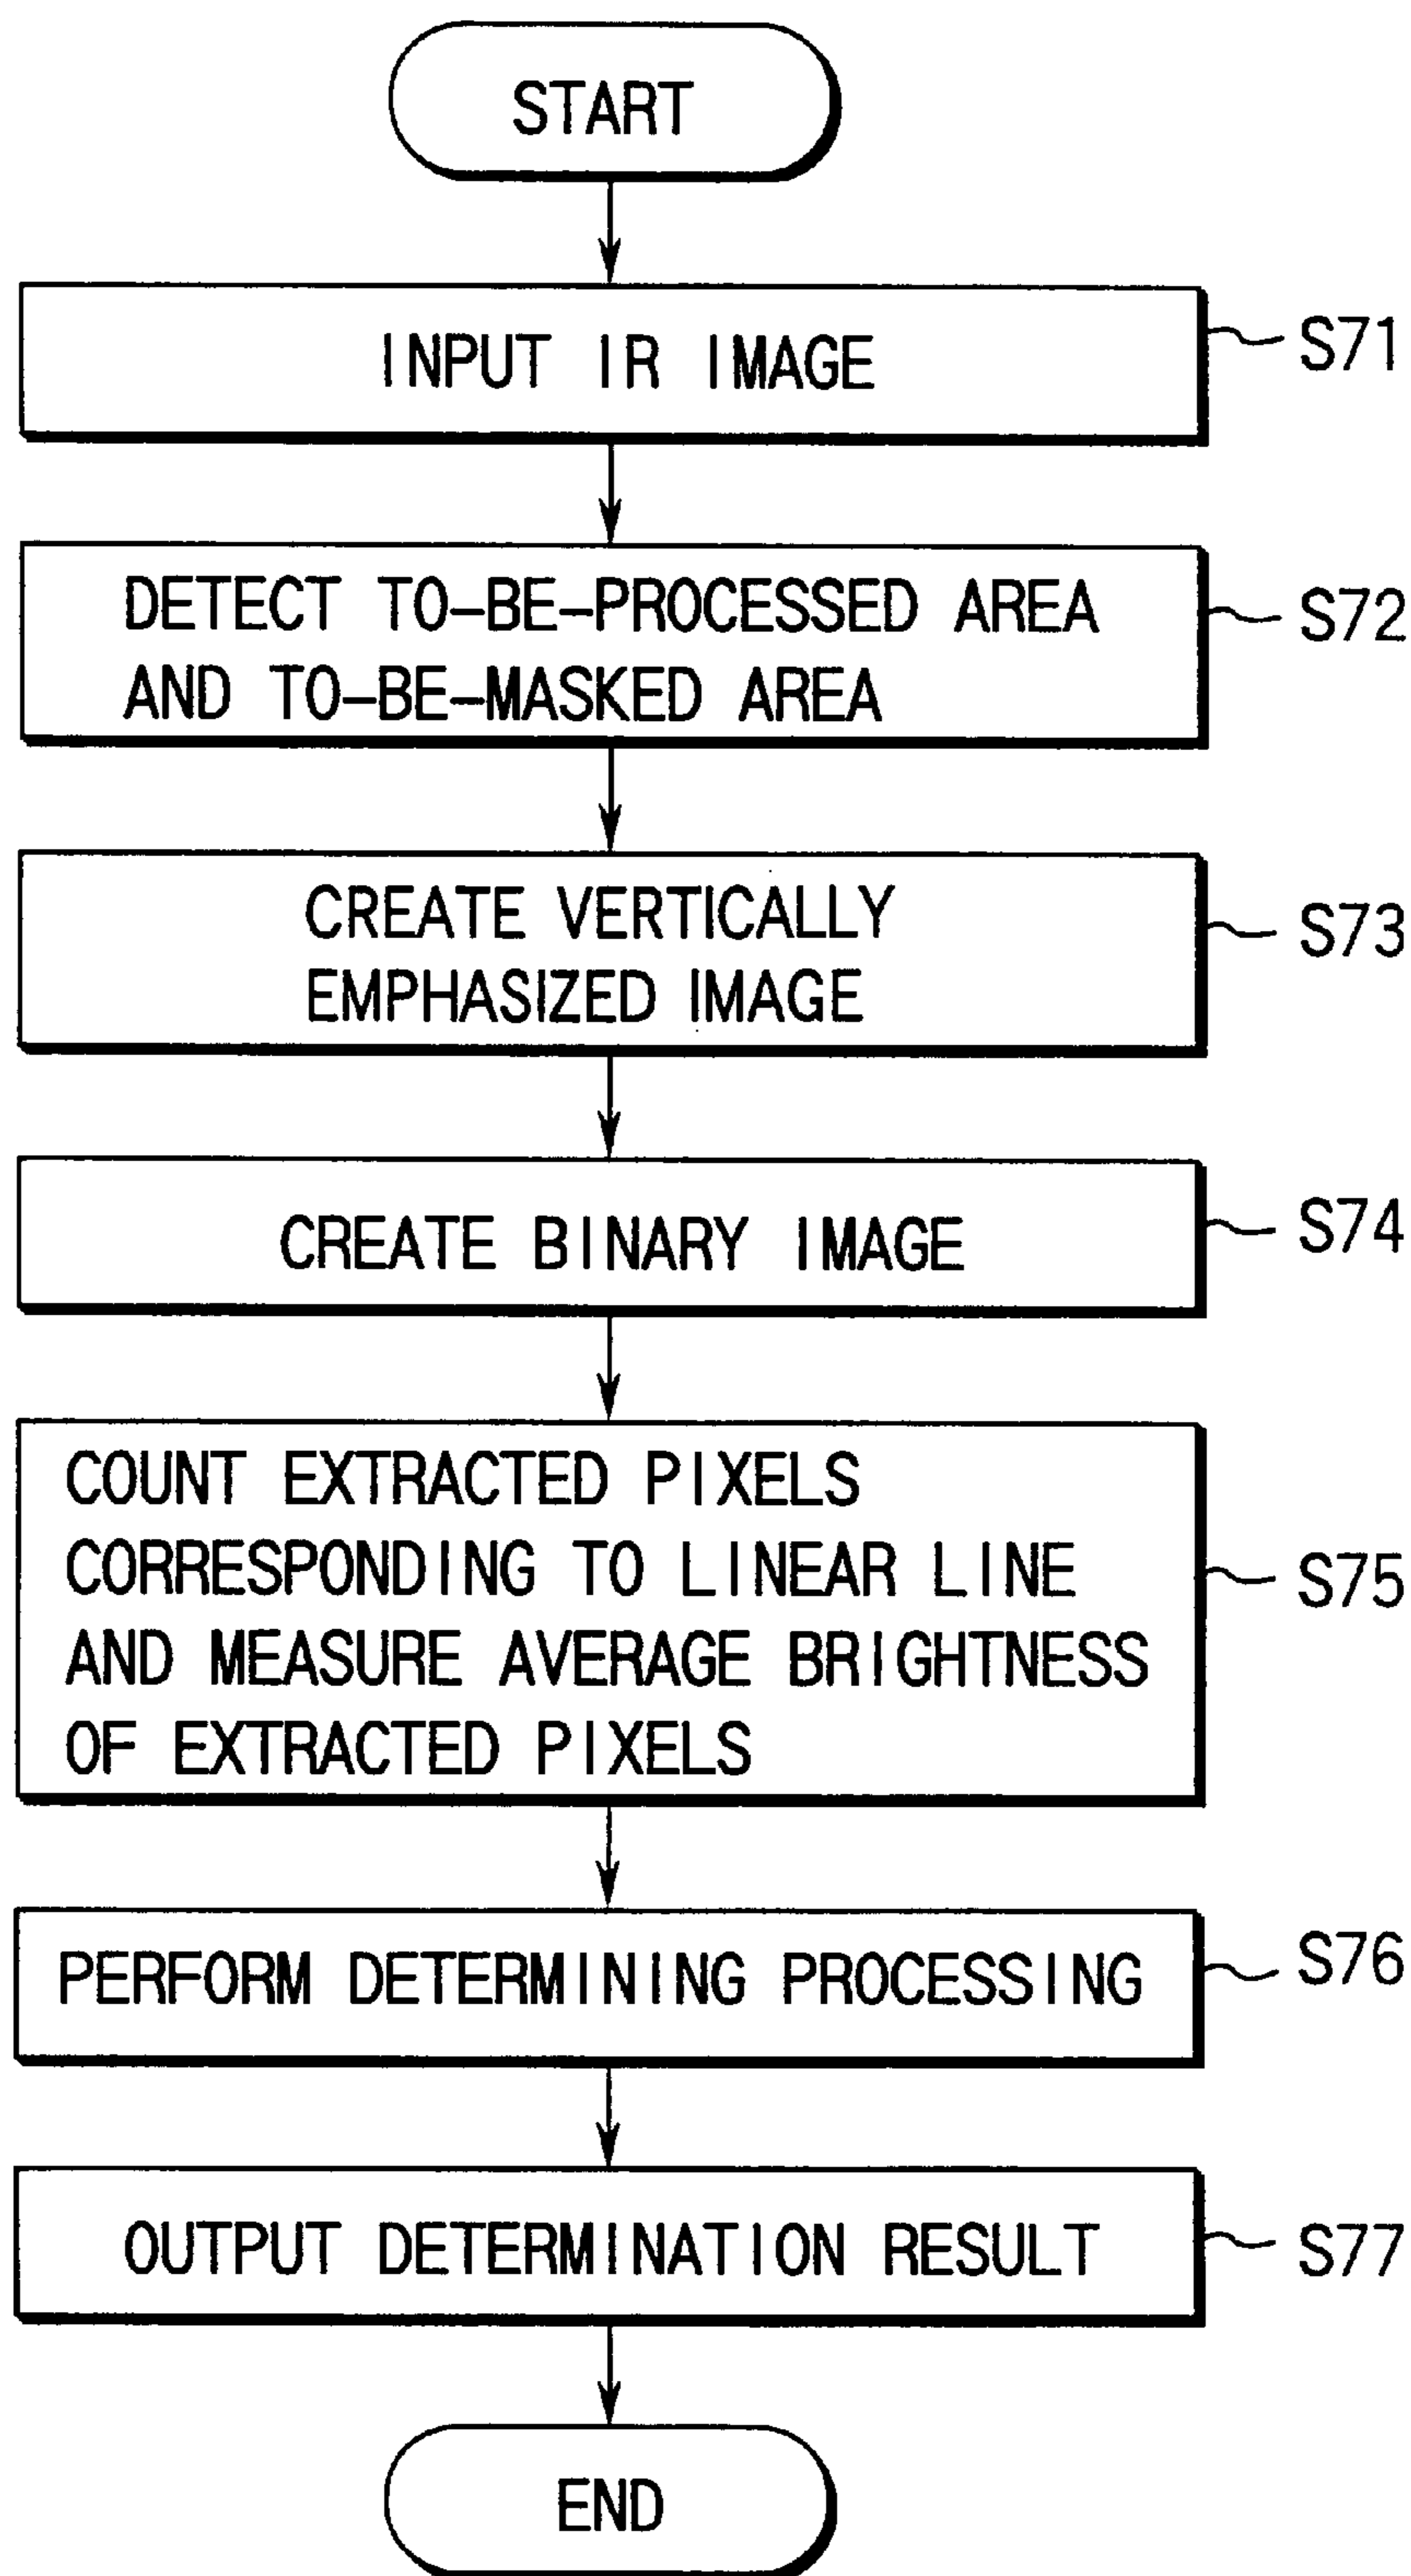 START
INPUT IR IMAGE
S71
DETECT TO-BE-PROCESSED AREA
AND TO-BE-MASKED AREA
S72
CREATE VERTICALLY
EMPHASIZED IMAGE
S73
CREATE BINARY IMAGE
S74
COUNT EXTRACTED PIXELS
CORRESPONDING TO LINEAR LINE
AND MEASURE AVERAGE BRIGHTNESS
OF EXTRACTED PIXELS
S75
PERFORM DETERMINING PROCESSING
S76
OUTPUT DETERMINATION RESULT
S77
END